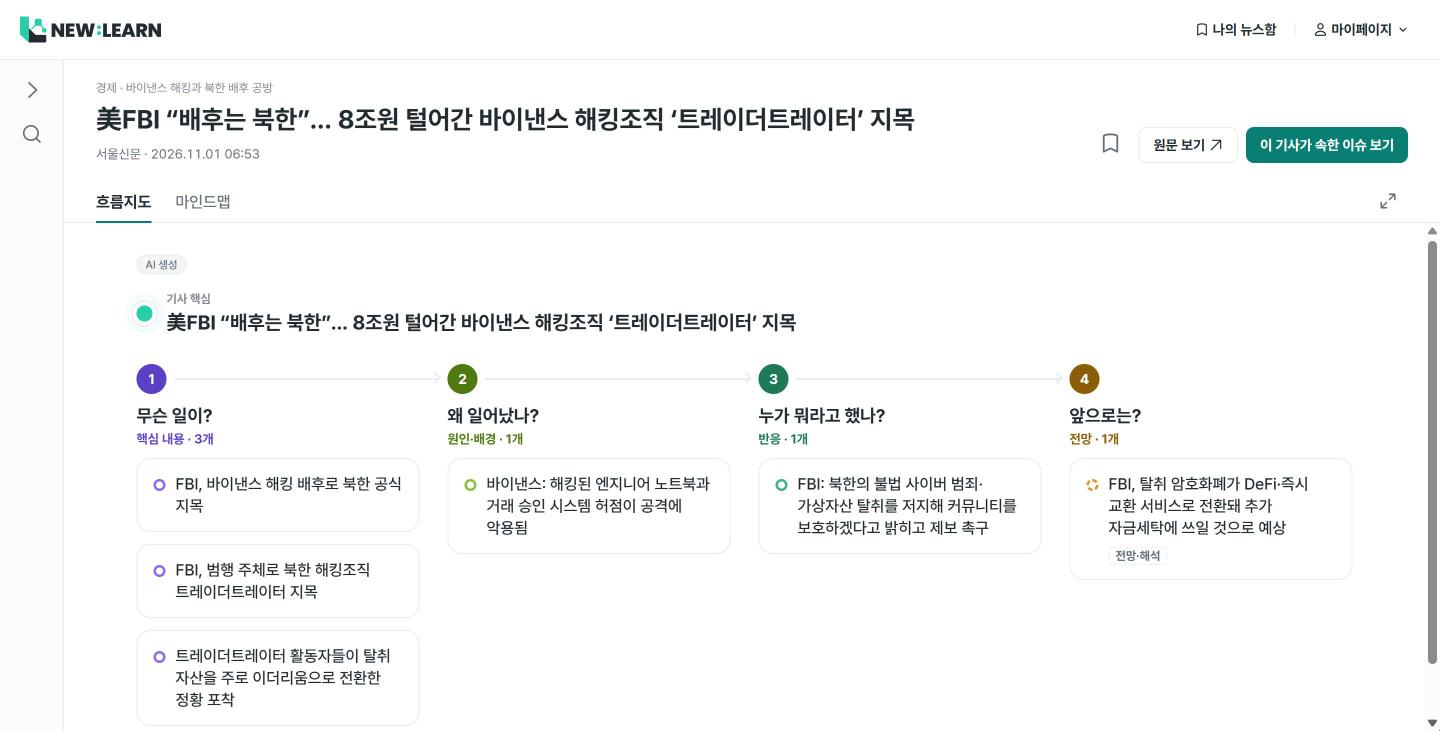 NEW:LEARN
나의 뉴스함
마이페이지
경제 · 바이낸스 해킹과 북한 배후 공방
美FBI “배후는 북한”… 8조원 털어간 바이낸스 해킹조직 ‘트레이더트레이터’ 지목
서울신문 · 2026.11.01 06:53
원문 보기
이 기사가 속한 이슈 보기
흐름지도
마인드맵
AI 생성
기사 핵심
美FBI “배후는 북한”… 8조원 털어간 바이낸스 해킹조직 ‘트레이더트레이터’ 지목
1
무슨 일이?
핵심 내용 · 3개
FBI, 바이낸스 해킹 배후로 북한 공식
지목
FBI, 범행 주체로 북한 해킹조직
트레이더트레이터 지목
트레이더트레이터 활동자들이 탈취
자산을 주로 이더리움으로 전환한
정황 포착
2
왜 일어났나?
원인·배경 · 1개
바이낸스: 해킹된 엔지니어 노트북과
거래 승인 시스템 허점이 공격에
악용됨
3
누가 뭐라고 했나?
반응 · 1개
FBI: 북한의 불법 사이버 범죄·
가상자산 탈취를 저지해 커뮤니티를
보호하겠다고 밝히고 제보 촉구
4
앞으로는?
전망 · 1개
FBI, 탈취 암호화폐가 DeFi·즉시
교환 서비스로 전환돼 추가
자금세탁에 쓰일 것으로 예상
전망·해석